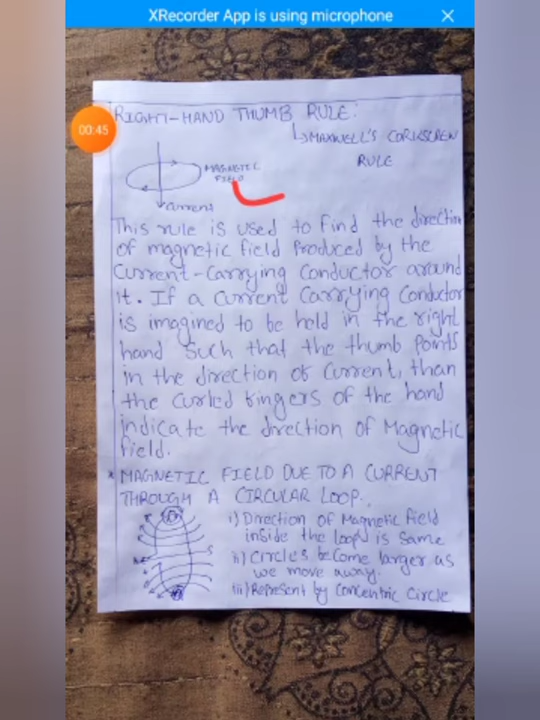 XRecorder App is using microphone
00:45
RIGHT-HAND THUMB RULE:
MAXWELL'S CORKSCREW
RULE
MAGNETIC
FIELD
Current
This rule is used to find the direction
of magnetic field Produced by the
Current-Carrying Conductor around
it. If a Current Carrying Conductor
is imagined to be held in the right
hand Such that the thumb Points
in the direction of Current, than
the Curled fingers of the hand
indicate the direction of Magnetic
field.
* MAGNETIC FIELD DUE TO A CURRENT
THROUGH A CIRCULAR LOOP.
i) Direction of Magnetic Field
inside the loop is Same
ii) Circles become larger as
we move away.
iii) Represent by Concentric Circle
N
S